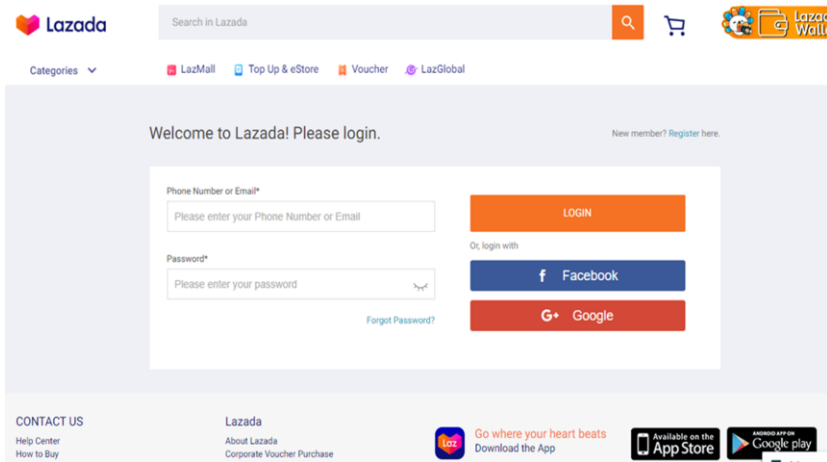 Lazada
Search in Lazada
Categories
LazMall
Top Up & eStore
Voucher
LazGlobal
Welcome to Lazada! Please login.
New member? Register here.
Phone Number or Email*
Please enter your Phone Number or Email
LOGIN
Or, login with
Password*
Please enter your password
f Facebook
Forgot Password?
G+ Google
CONTACT US
Help Center
How to Buy
Lazada
About Lazada
Corporate Voucher Purchase
Laz
Go where your heart beats
Download the App
Available on the
App Store
ANDROID APP ON
Google play